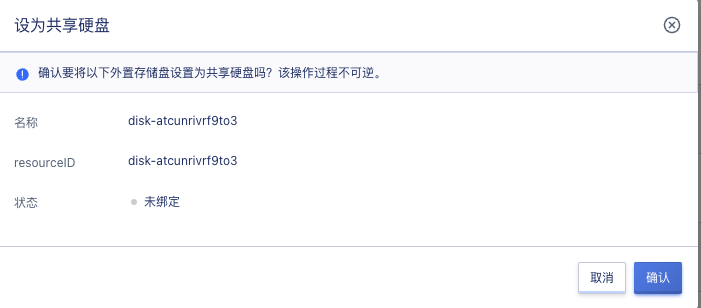 设为共享硬盘
确认要将以下外置存储盘设置为共享硬盘吗？该操作过程不可逆。
名称 disk-atcunrivrf9to3
resourceID disk-atcunrivrf9to3
状态 未绑定
取消 确认